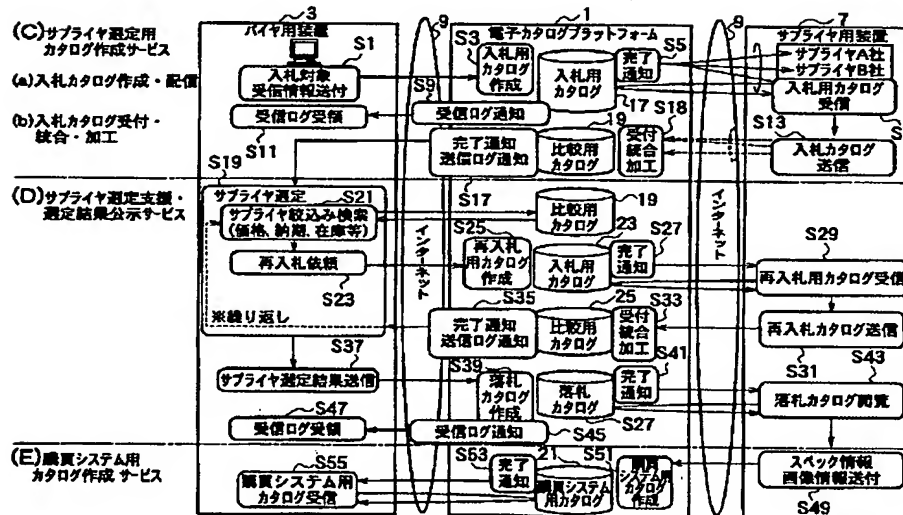 3
9
1
9
7
(C)サプライヤ選定用
カタログ作成サービス
バイヤ用装置
電子カタログプラットフォーム
サプライヤ用装置
S1
S3
S5
サプライヤA社
サプライヤB社
(a)入札カタログ作成・配信
入札対象
受信情報送付
入札用
カタログ
作成
入札用
カタログ
完了
通知
入札用カタログ
受信
S9
17
S18
受信ログ受領
受信ログ通知
19
S13
(b)入札カタログ受付・
統合・加工
S11
完了通知
送信ログ通知
比較用
カタログ
受付
統合
加工
入札カタログ
送信
S19
S17
(D)サプライヤ選定支援・
選定結果公示サービス
サプライヤ選定
S21
サプライヤ絞込み検索
(価格、納期、在庫等)
インターネット
比較用
カタログ
19
インターネット
S25
23
S27
S29
再入札依頼
再入札
用カタログ
作成
入札用
カタログ
完了
通知
再入札用カタログ受信
S23
S35
25
S33
※繰り返し
完了通知
送信ログ通知
比較用
カタログ
受付
統合
加工
再入札カタログ送信
S37
S39
S41
S31
S43
サプライヤ選定結果送信
落札
カタログ
作成
落札
カタログ
完了
通知
落札カタログ閲覧
S47
S27
受信ログ受領
受信ログ通知
S45
(E)購買システム用
カタログ作成 サービス
S55
S53
21
S51
購買システム用
カタログ受信
完了
通知
購買システム
用カタログ
購買
システム用
カタログ作成
スペック情報
画像情報送付
S49